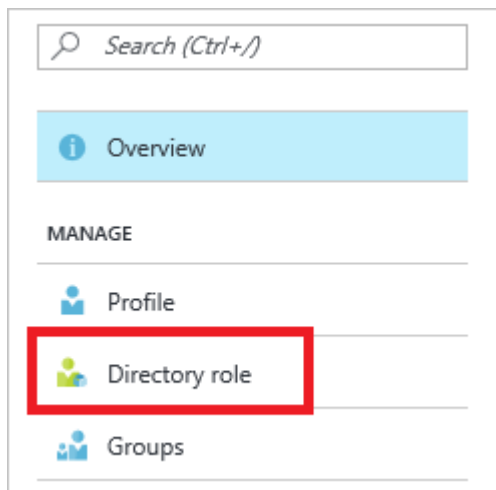 Search (Ctrl+/)
Overview
MANAGE
Profile
Directory role
Groups